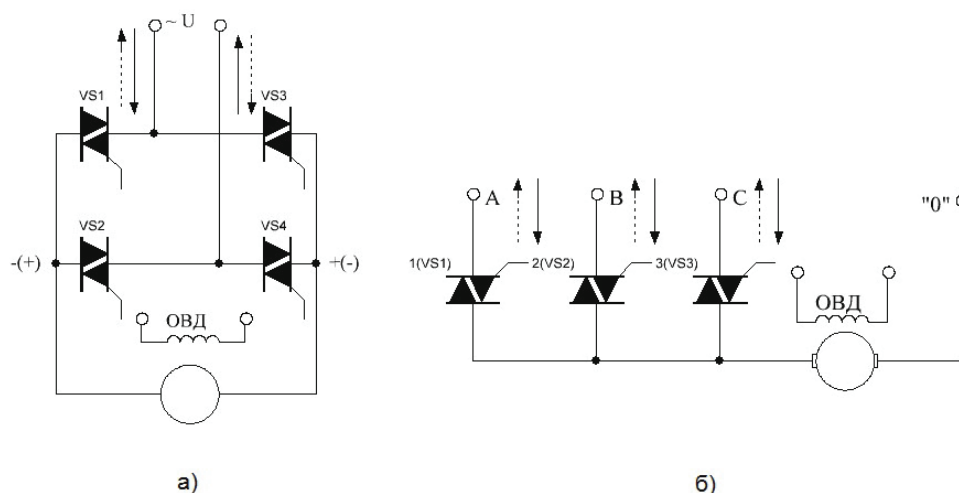 ~ U
VS1
VS3
VS2
VS4
-(+)
+(-)
ОВД
а)
A
B
C
"0"
1(VS1)
2(VS2)
3(VS3)
ОВД
б)